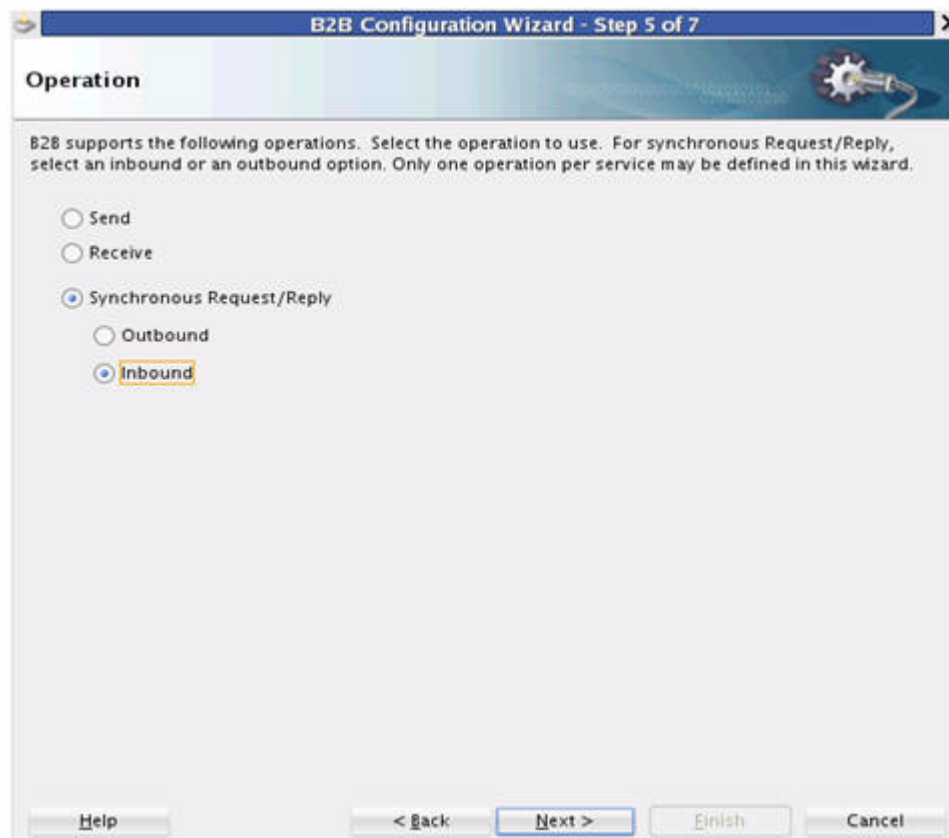 B2B Configuration Wizard - Step 5 of 7
Operation
B2B supports the following operations. Select the operation to use. For synchronous Request/Reply,
select an inbound or an outbound option. Only one operation per service may be defined in this wizard.
Send
Receive
Synchronous Request/Reply
Outbound
Inbound
Help
< Back
Next >
Finish
Cancel